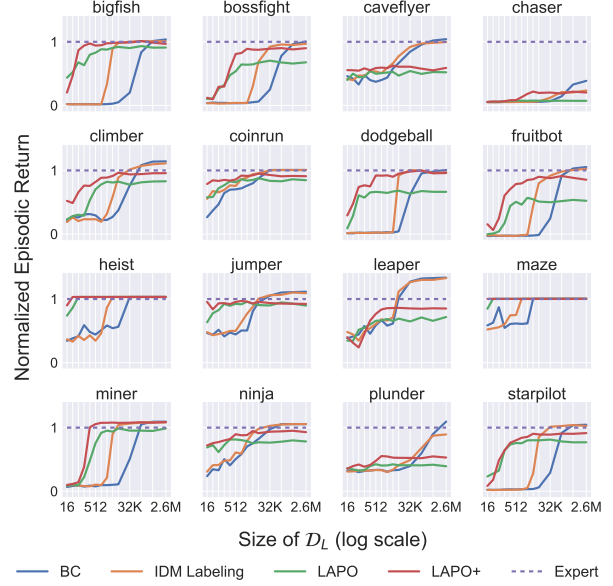 bigfish bossfight caveflyer chaser
1
0
climber coinrun dodgeball fruitbot
1
0
Normalized Episodic Return
heist jumper leaper maze
1
0
miner ninja plunder starpilot
1
0
16 512 32K 2.6M 16 512 32K 2.6M 16 512 32K 2.6M 16 512 32K 2.6M
Size of 𝒟L (log scale)
BC IDM Labeling LAPO LAPO+ Expert